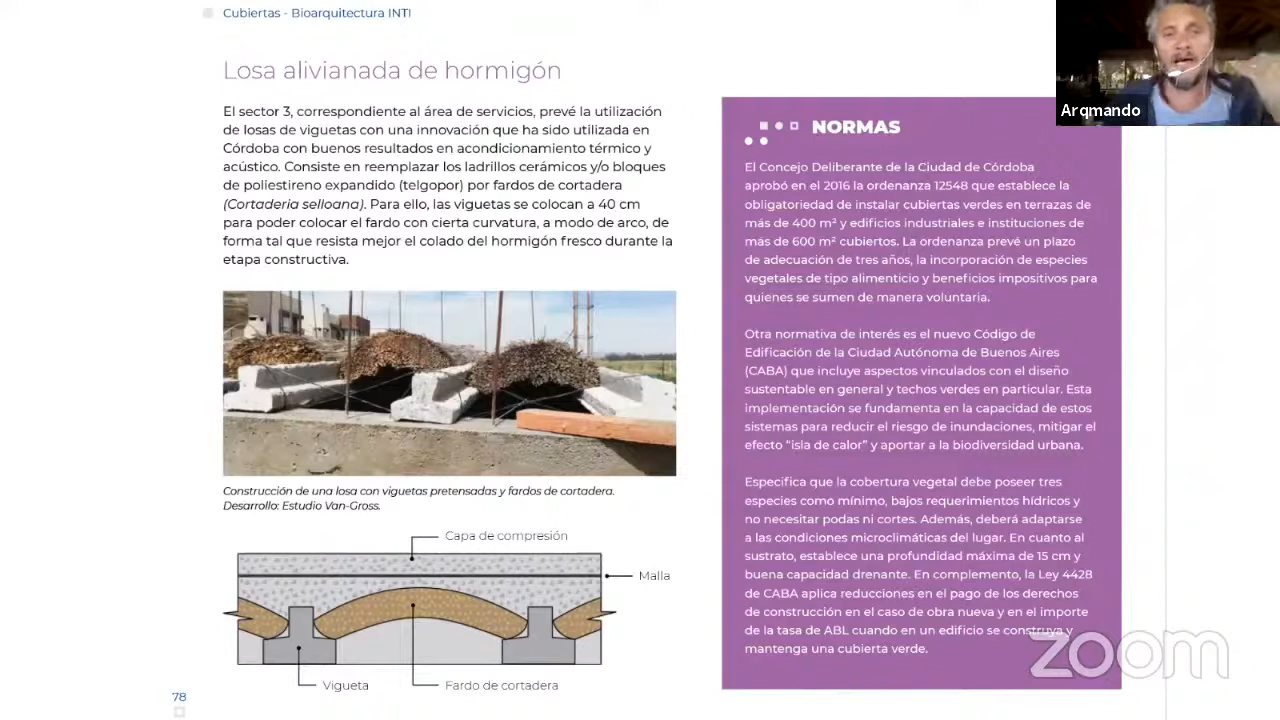 Cubiertas - Bioarquitectura INTI
Losa alivianada de hormigón
El sector 3, correspondiente al área de servicios, prevé la utilización
de losas de viguetas con una innovación que ha sido utilizada en
Córdoba con buenos resultados en acondicionamiento térmico y
acústico. Consiste en reemplazar los ladrillos cerámicos y/o bloques
de poliestireno expandido (telgopor) por fardos de cortadera
(Cortaderia selloana). Para ello, las viguetas se colocan a 40 cm
para poder colocar el fardo con cierta curvatura, a modo de arco, de
forma tal que resista mejor el colado del hormigón fresco durante la
etapa constructiva.
Construcción de una losa con viguetas pretensadas y fardos de cortadera.
Desarrollo: Estudio Van-Gross.
Capa de compresión
Malla
Vigueta
Fardo de cortadera
78
NORMAS
El Concejo Deliberante de la Ciudad de Córdoba
aprobó en el 2016 la ordenanza 12548 que establece la
obligatoriedad de instalar cubiertas verdes en terrazas de
más de 400 m² y edificios industriales e instituciones de
más de 600 m² cubiertos. La ordenanza prevé un plazo
de adecuación de tres años, la incorporación de especies
vegetales de tipo alimenticio y beneficios impositivos para
quienes se sumen de manera voluntaria.
Otra normativa de interés es el nuevo Código de
Edificación de la Ciudad Autónoma de Buenos Aires
(CABA) que incluye aspectos vinculados con el diseño
sustentable en general y techos verdes en particular. Esta
implementación se fundamenta en la capacidad de estos
sistemas para reducir el riesgo de inundaciones, mitigar el
efecto "isla de calor" y aportar a la biodiversidad urbana.
Especifica que la cobertura vegetal debe poseer tres
especies como mínimo, bajos requerimientos hídricos y
no necesitar podas ni cortes. Además, deberá adaptarse
a las condiciones microclimáticas del lugar. En cuanto al
sustrato, establece una profundidad máxima de 15 cm y
buena capacidad drenante. En complemento, la Ley 4428
de CABA aplica reducciones en el pago de los derechos
de construcción en el caso de obra nueva y en el importe
de la tasa de ABL cuando en un edificio se construya y
mantenga una cubierta verde.
Arqmando
zoom